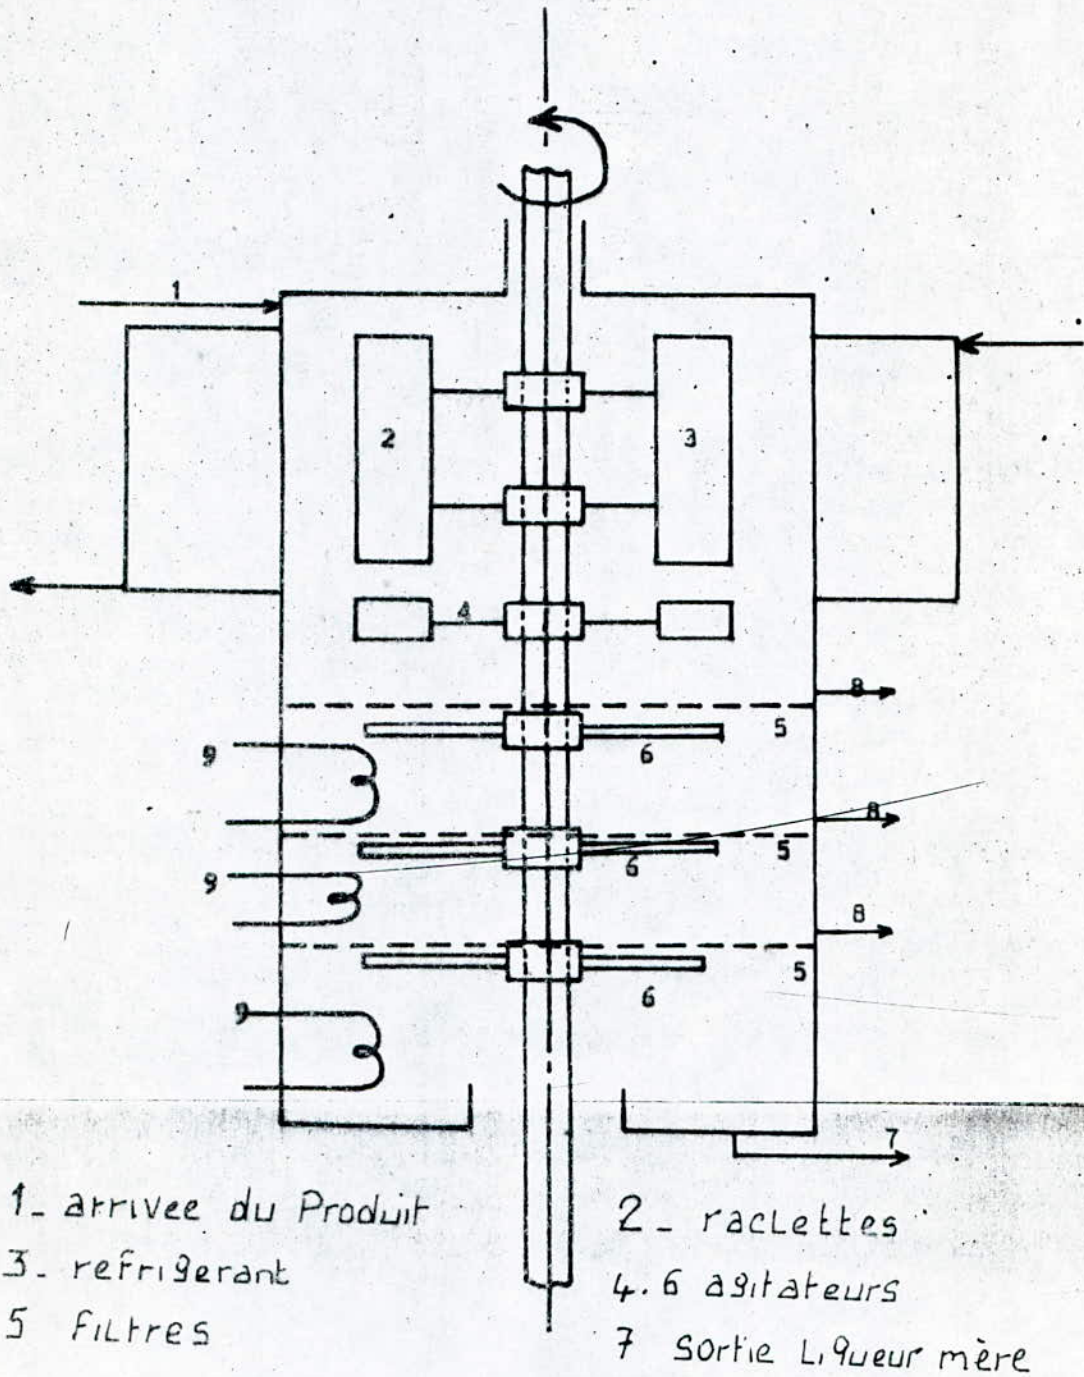 1
2
3
4
8
5
9
6
8
5
9
6
8
5
9
6
7
1_ arrivee du Produit
2_ racLettes
3_ refrigerant
4.6 agitateurs
5 filtres
7 Sortie Liqueur mère